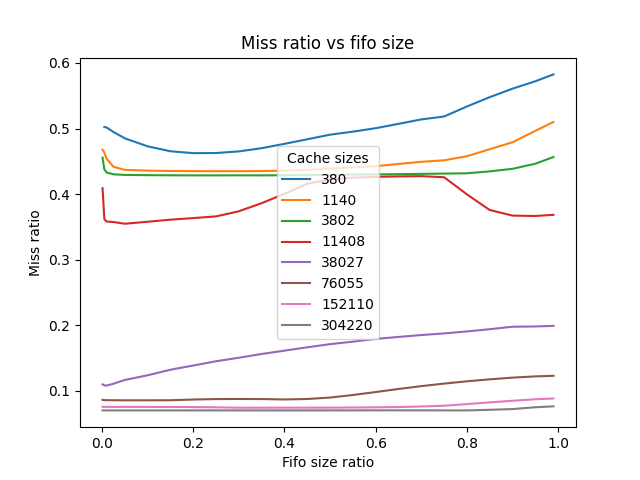 Miss ratio vs fifo size
0.6
0.5
0.4
0.3
0.2
0.1
Miss ratio
Cache sizes
380
1140
3802
11408
38027
76055
152110
304220
0.0 0.2 0.4 0.6 0.8 1.0
Fifo size ratio